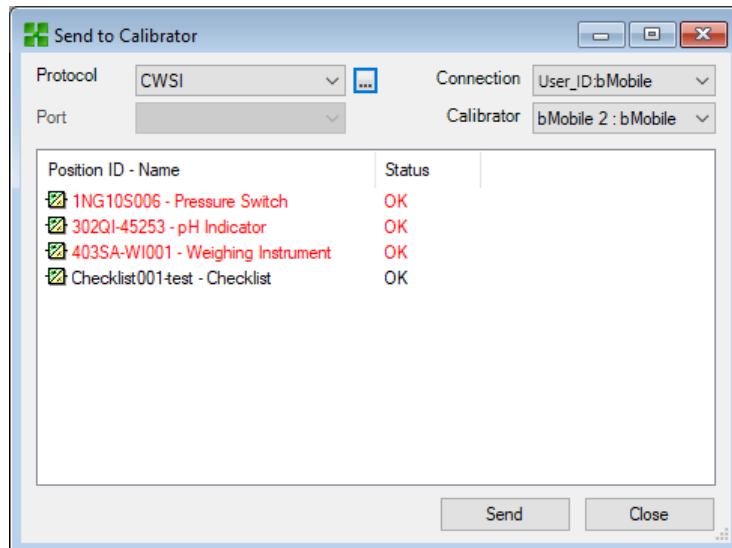 Send to Calibrator
Protocol CWSI ... Connection User_ID:bMobile
Port Calibrator bMobile 2 : bMobile
Position ID - Name Status
1NG10S006 - Pressure Switch OK
302QI-45253 - pH Indicator OK
403SA-WI001 - Weighing Instrument OK
Checklist001-test - Checklist OK
Send Close